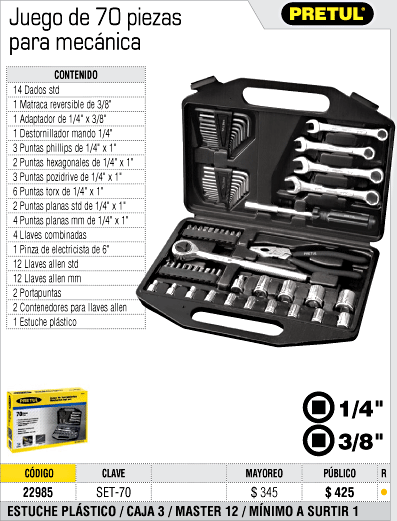 Juego de 70 piezas
para mecánica
PRETUL®
CONTENIDO
14 Dados std
1 Matraca reversible de 3/8"
1 Adaptador de 1/4" x 3/8"
1 Destornillador mando 1/4"
3 Puntas phillips de 1/4" x 1"
2 Puntas hexagonales de 1/4" x 1"
3 Puntas pozidrive de 1/4" x 1"
6 Puntas torx de 1/4" x 1"
2 Puntas planas std de 1/4" x 1"
4 Puntas planas mm de 1/4" x 1"
4 Llaves combinadas
1 Pinza de electricista de 6"
12 Llaves allen std
12 Llaves allen mm
2 Portapuntas
2 Contenedores para llaves allen
1 Estuche plástico
PRETUL
PRETUL
70
1/4"
3/8"
CÓDIGO CLAVE MAYOREO PÚBLICO R
22985 SET-70 $ 345 $ 425
ESTUCHE PLÁSTICO / CAJA 3 / MASTER 12 / MÍNIMO A SURTIR 1